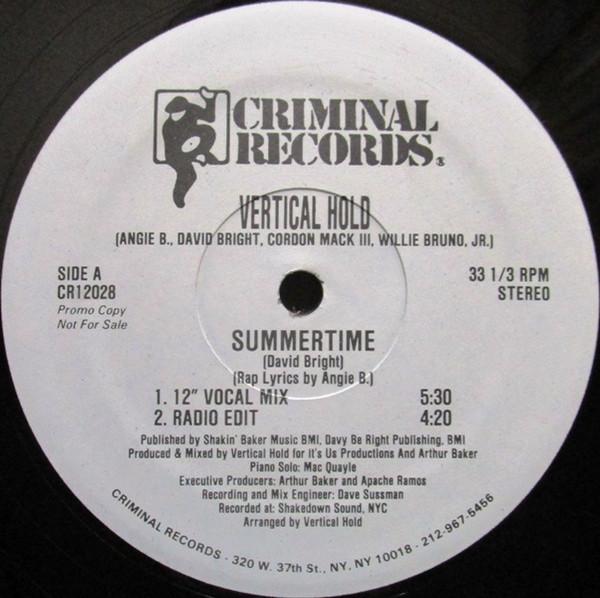 CRIMINAL
RECORDS®
VERTICAL HOLD
(ANGIE B., DAVID BRIGHT, CORDON MACK III, WILLIE BRUNO, JR.)
SIDE A
CR12028
Promo Copy
Not For Sale
33 1/3 RPM
STEREO
SUMMERTIME
(David Bright)
(Rap Lyrics by Angie B.)
1. 12" VOCAL MIX 5:30
2. RADIO EDIT 4:20
Published by Shakin' Baker Music BMI, Davy Be Right Publishing, BMI
Produced & Mixed by Vertical Hold for It's Us Productions And Arthur Baker
Piano Solo: Mac Quayle
Executive Producers: Arthur Baker and Apache Ramos
Recording and Mix Engineer: Dave Sussman
Recorded at: Shakedown Sound, NYC
Arranged by Vertical Hold
CRIMINAL RECORDS - 320 W. 37th St., NY, NY 10018 - 212-967-5456